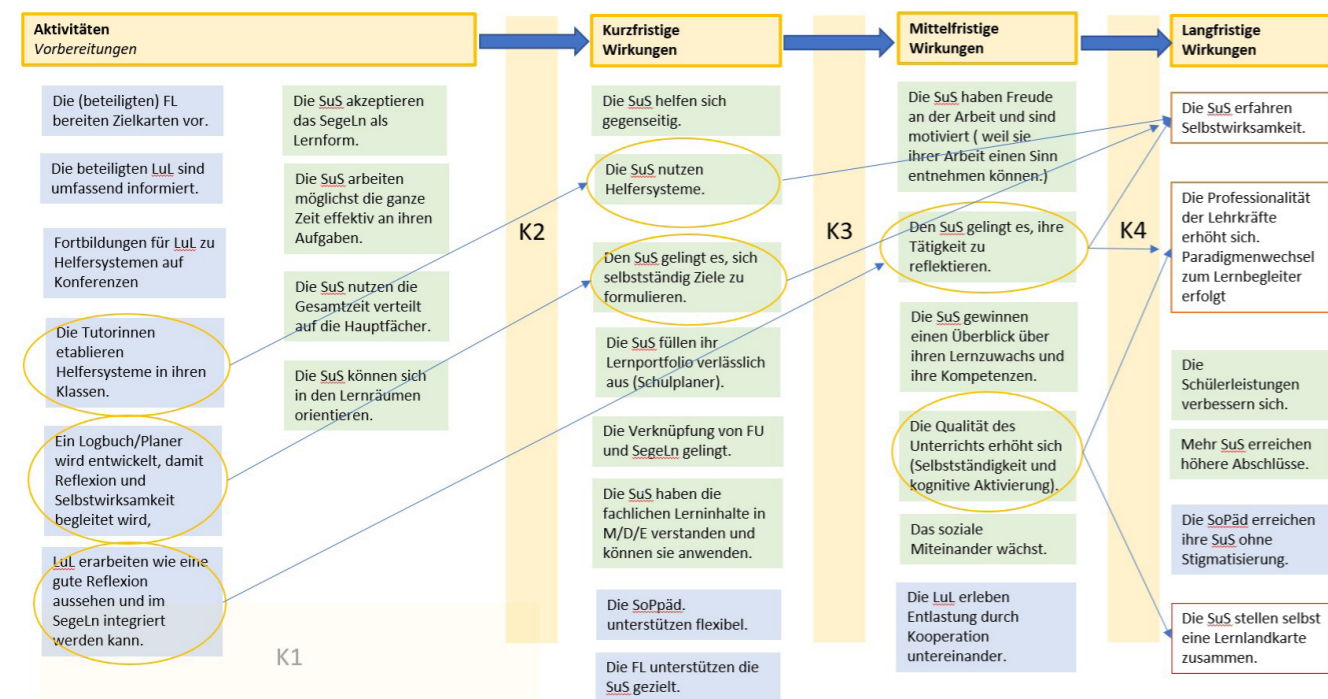 Aktivitäten
Vorbereitungen
Die (beteiligten) FL
bereiten Zielkarten vor.
Die beteiligten LuL sind
umfassend informiert.
Fortbildungen für LuL zu
Helfersystemen auf
Konferenzen
Die Tutorinnen
etablieren
Helfersysteme in ihren
Klassen.
Ein Logbuch/Planer
wird entwickelt, damit
Reflexion und
Selbstwirksamkeit
begleitet wird,
LuL erarbeiten wie eine
gute Reflexion
aussehen und im
SegeLn integriert
werden kann.
K1
Die SuS akzeptieren
das SegeLn als
Lernform.
Die SuS arbeiten
möglichst die ganze
Zeit effektiv an ihren
Aufgaben.
Die SuS nutzen die
Gesamtzeit verteilt
auf die Hauptfächer.
Die SuS können sich
in den Lernräumen
orientieren.
K2
Kurzfristige
Wirkungen
Die SuS helfen sich
gegenseitig.
Die SuS nutzen
Helfersysteme.
Den SuS gelingt es, sich
selbstständig Ziele zu
formulieren.
Die SuS füllen ihr
Lernportfolio verlässlich
aus (Schulplaner).
Die Verknüpfung von FU
und SegeLn gelingt.
Die SuS haben die
fachlichen Lerninhalte in
M/D/E verstanden und
können sie anwenden.
Die SoPpäd.
unterstützen flexibel.
Die FL unterstützen die
SuS gezielt.
K3
Mittelfristige
Wirkungen
Die SuS haben Freude
an der Arbeit und sind
motiviert ( weil sie
ihrer Arbeit einen Sinn
entnehmen können.)
Den SuS gelingt es, ihre
Tätigkeit zu
reflektieren.
Die SuS gewinnen
einen Überblick über
ihren Lernzuwachs und
ihre Kompetenzen.
Die Qualität des
Unterrichts erhöht sich
(Selbstständigkeit und
kognitive Aktivierung).
Das soziale
Miteinander wächst.
Die LuL erleben
Entlastung durch
Kooperation
untereinander.
K4
Langfristige
Wirkungen
Die SuS erfahren
Selbstwirksamkeit.
Die Professionalität
der Lehrkräfte
erhöht sich.
Paradigmenwechsel
zum Lernbegleiter
erfolgt
Die
Schülerleistungen
verbessern sich.
Mehr SuS erreichen
höhere Abschlüsse.
Die SoPäd erreichen
ihre SuS ohne
Stigmatisierung.
Die SuS stellen selbst
eine Lernlandkarte
zusammen.